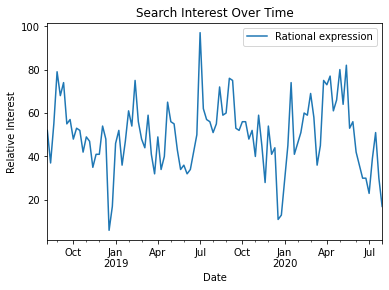 Search Interest Over Time
Rational expression
Relative Interest
100
80
60
40
20
Oct
Jan
2019
Apr
Jul
Oct
Jan
2020
Apr
Jul
Date